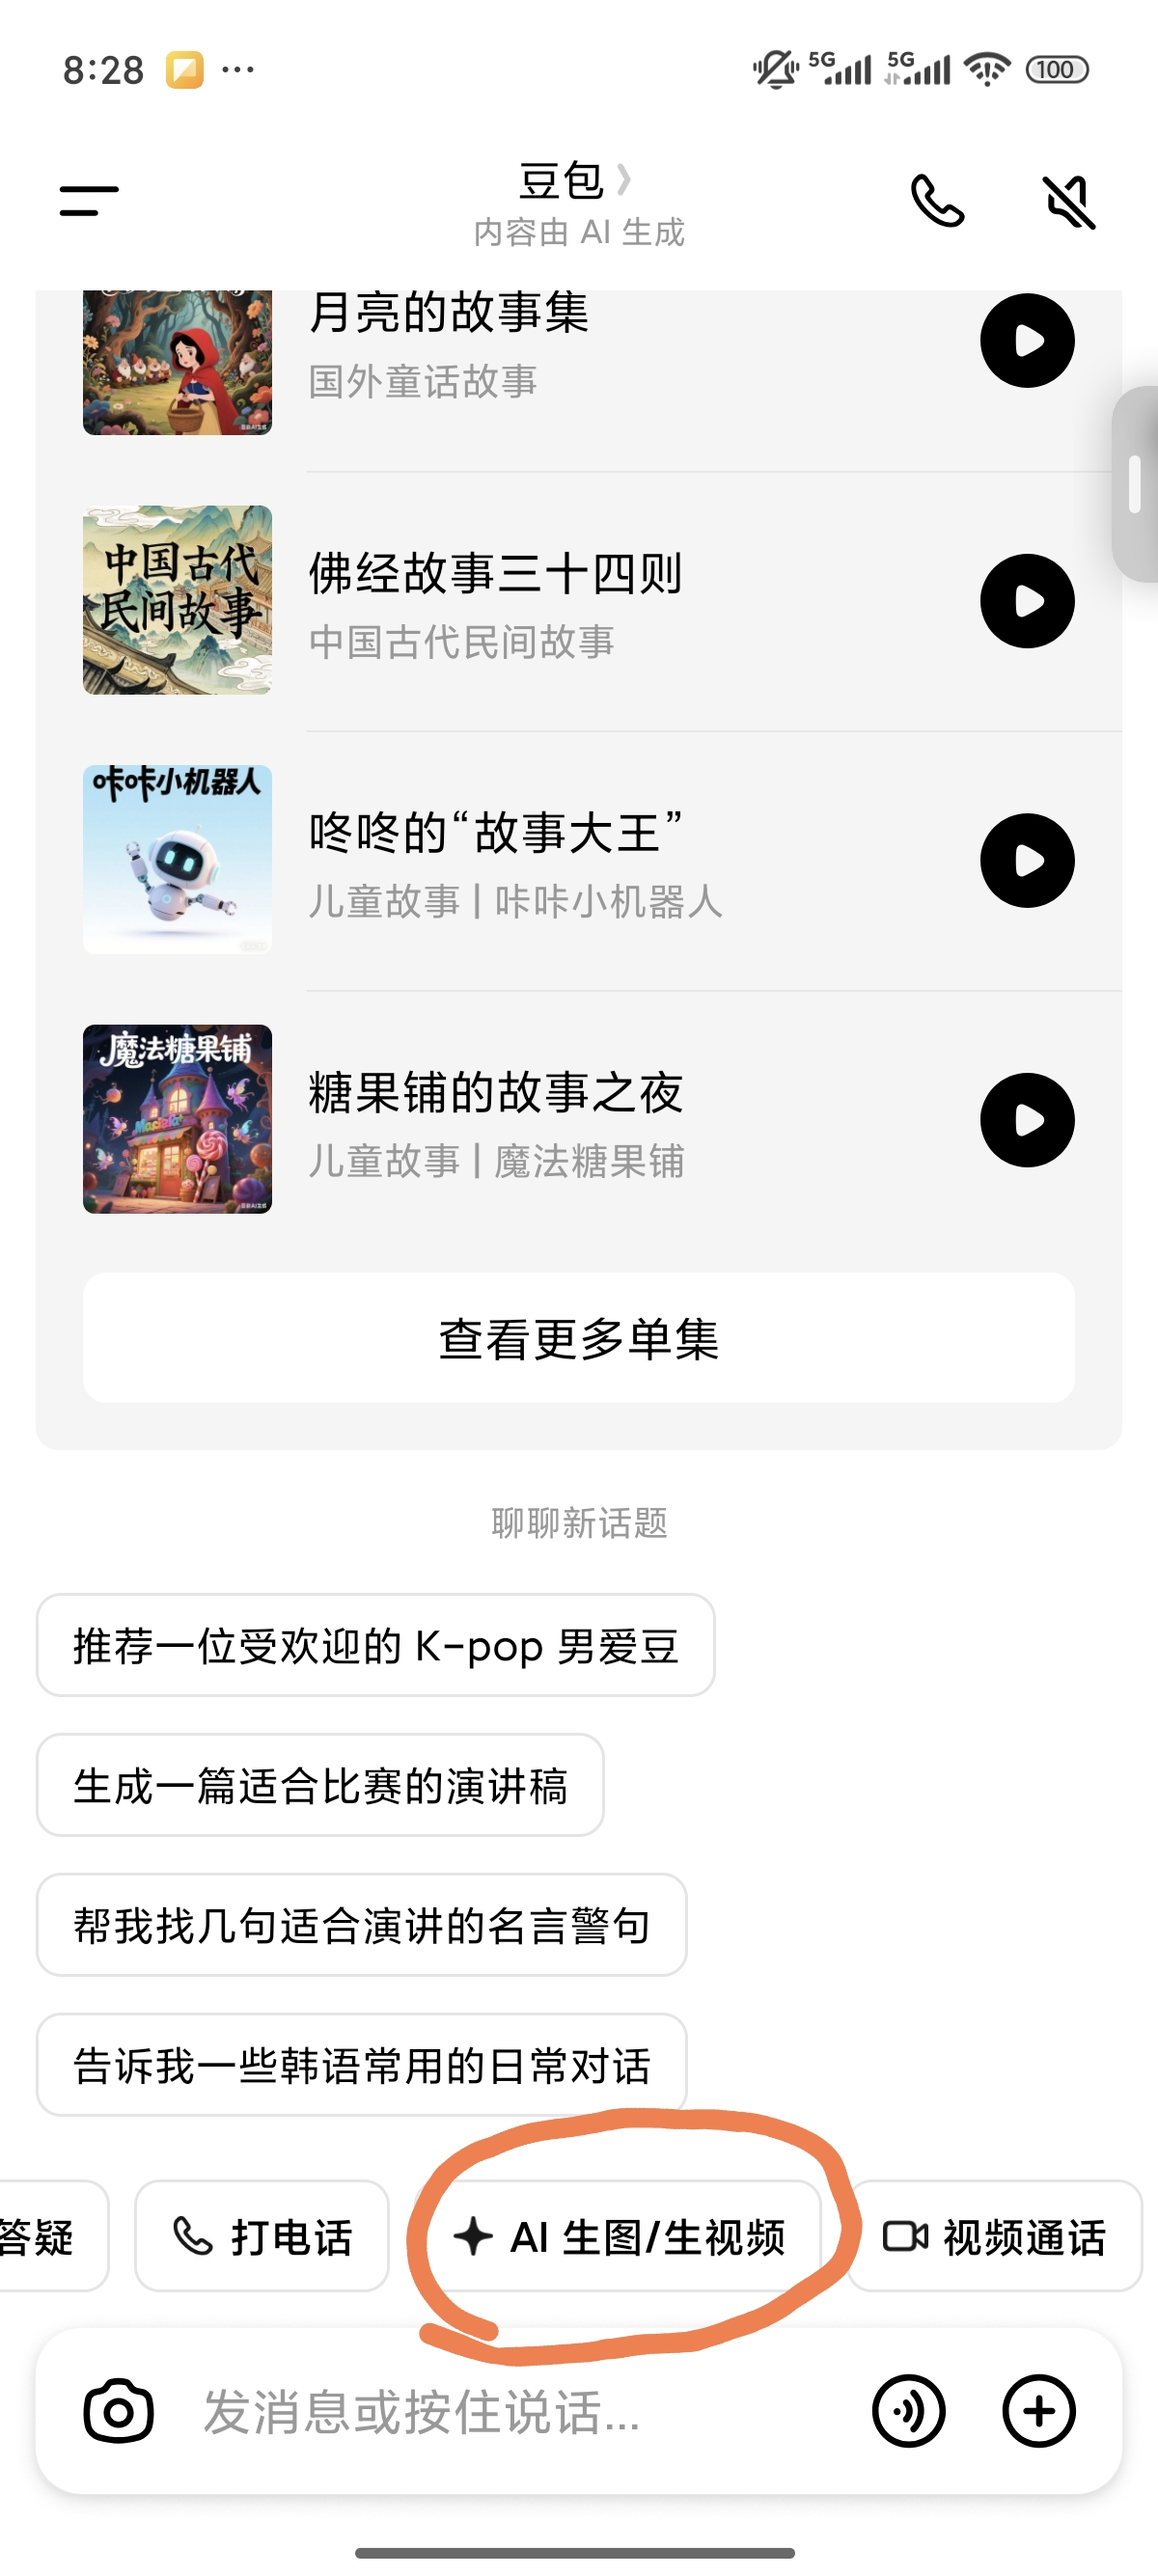 8:28 ... 5G 5G 100
豆包
内容由 AI 生成
月亮的故事集
国外童话故事
中国古代
民间故事
佛经故事三十四则
中国古代民间故事
咔咔小机器人
咚咚的“故事大王”
儿童故事 | 咔咔小机器人
魔法糖果铺
糖果铺的故事之夜
儿童故事 | 魔法糖果铺
查看更多单集
聊聊新话题
推荐一位受欢迎的 K-pop 男爱豆
生成一篇适合比赛的演讲稿
帮我找几句适合演讲的名言警句
告诉我一些韩语常用的日常对话
答疑 打电话 AI 生图/生视频 视频通话
发消息或按住说话...